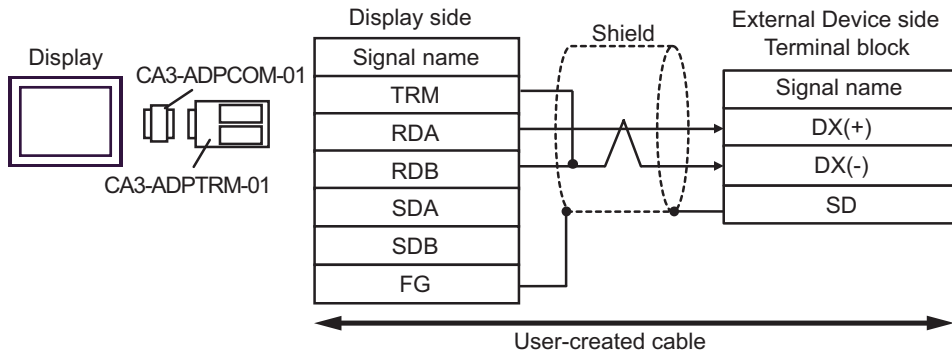 Display
CA3-ADPCOM-01
CA3-ADPTRM-01
Display side
Signal name
TRM
RDA
RDB
SDA
SDB
FG
Shield
External Device side
Terminal block
Signal name
DX(+)
DX(-)
SD
User-created cable